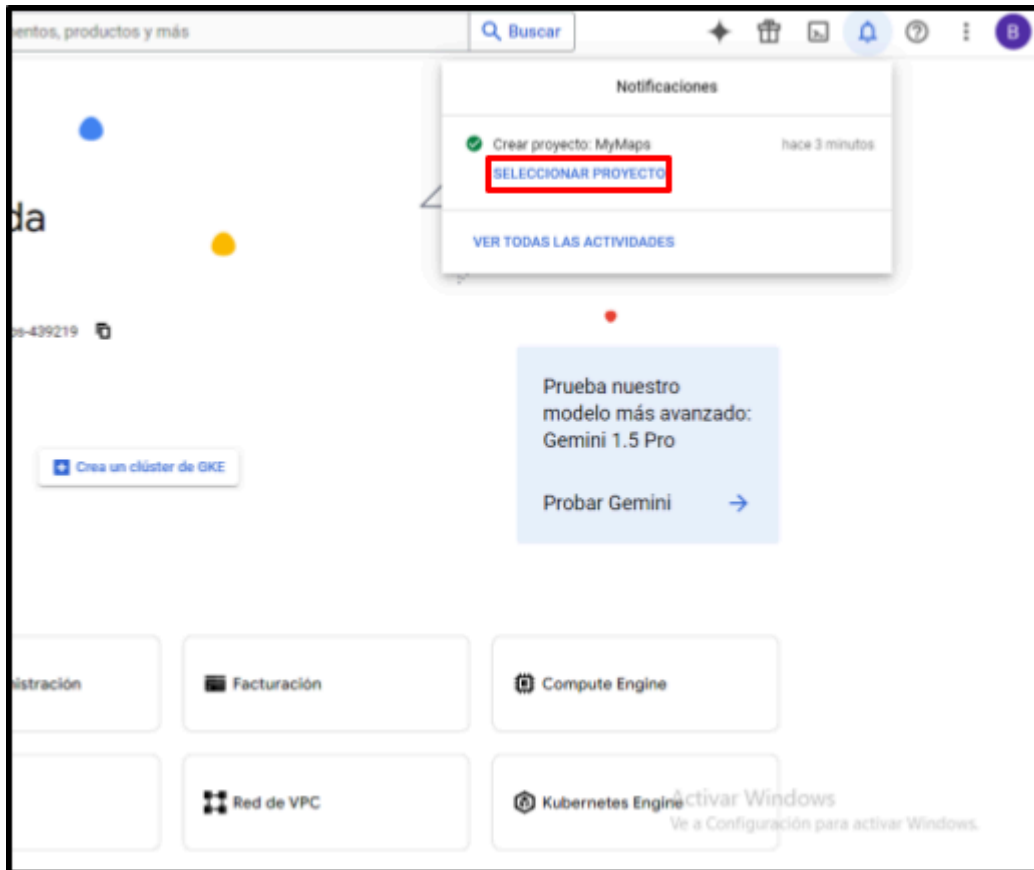 entos, productos y más
Buscar
B
Notificaciones
Crear proyecto: MyMaps
hace 3 minutos
SELECCIONAR PROYECTO
VER TODAS LAS ACTIVIDADES
da
os-439219
Prueba nuestro
modelo más avanzado:
Gemini 1.5 Pro
Probar Gemini
Crea un clúster de GKE
nistración
Facturación
Compute Engine
Red de VPC
Kubernetes Engine
Activar Windows
Ve a Configuración para activar Windows.